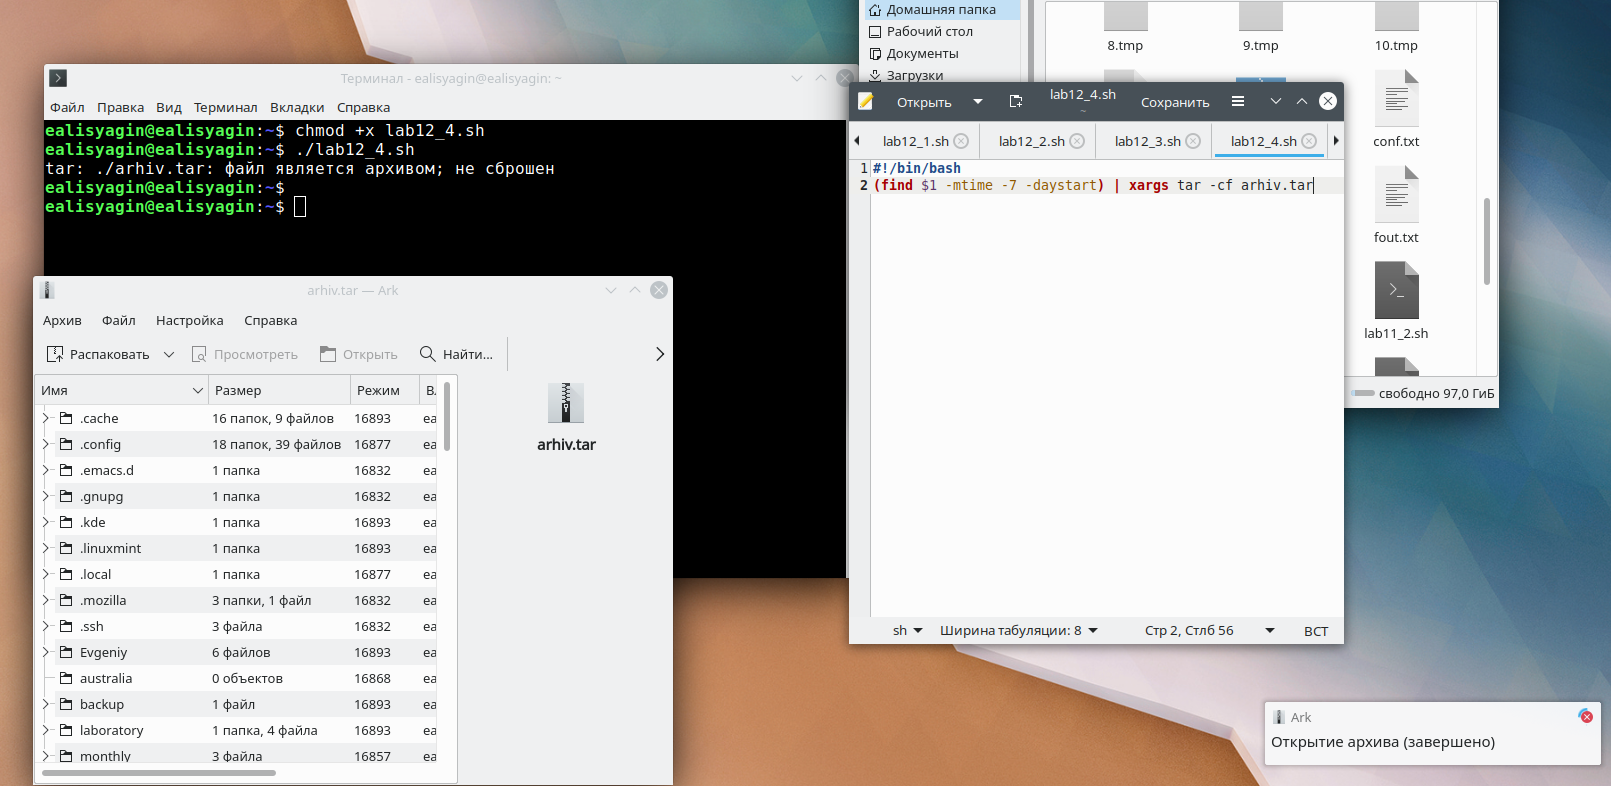 Терминал - ealisyagin@ealisyagin: ~
Файл Правка Вид Терминал Вкладки Справка
ealisyagin@ealisyagin:~$ chmod +x lab12_4.sh
ealisyagin@ealisyagin:~$ ./lab12_4.sh
tar: ./arhiv.tar: файл является архивом; не сброшен
ealisyagin@ealisyagin:~$
ealisyagin@ealisyagin:~$
Домашняя папка
Рабочий стол
Документы
Загрузки
8.tmp 9.tmp 10.tmp
conf.txt
fout.txt
lab11_2.sh
свободно 97,0 ГиБ
Открыть lab12_4.sh Сохранить
~
lab12_1.sh lab12_2.sh lab12_3.sh lab12_4.sh
1 #!/bin/bash
2 (find $1 -mtime -7 -daystart) | xargs tar -cf arhiv.tar
sh Ширина табуляции: 8 Стр 2, Стлб 56 ВСТ
arhiv.tar — Ark
Архив Файл Настройка Справка
Распаковать Просмотреть Открыть Найти...
Имя Размер Режим
.cache 16 папок, 9 файлов 16893 ea
.config 18 папок, 39 файлов 16877 ea
.emacs.d 1 папка 16832 ea
.gnupg 1 папка 16832 ea
.kde 1 папка 16893 ea
.linuxmint 1 папка 16893 ea
.local 1 папка 16877 ea
.mozilla 3 папки, 1 файл 16832 ea
.ssh 3 файла 16832 ea
Evgeniy 6 файлов 16893 ea
australia 0 объектов 16868 ea
backup 1 файл 16893 ea
laboratory 1 папка, 4 файла 16893 ea
monthly 3 файла 16857 ea
arhiv.tar
Ark
Открытие архива (завершено)